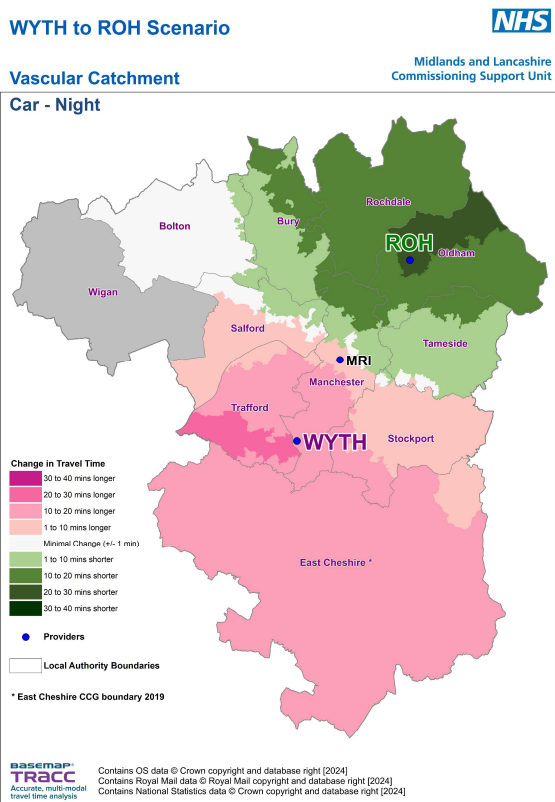 WYTH to ROH Scenario
NHS
Midlands and Lancashire
Commissioning Support Unit
Vascular Catchment
Car - Night
Rochdale
Bury
Bolton
ROH
Oldham
Wigan
Salford
Tameside
MRI
Manchester
Trafford
WYTH
Stockport
East Cheshire *
Change in Travel Time
30 to 40 mins longer
20 to 30 mins longer
10 to 20 mins longer
1 to 10 mins longer
Minimal Change (+/- 1 min)
1 to 10 mins shorter
10 to 20 mins shorter
20 to 30 mins shorter
30 to 40 mins shorter
Providers
Local Authority Boundaries
* East Cheshire CCG boundary 2019
BASEMAP
TRACC
Accurate, multi-modal
travel time analysis
Contains OS data © Crown copyright and database right [2024]
Contains Royal Mail data © Royal Mail copyright and database right [2024]
Contains National Statistics data © Crown copyright and database right [2024]